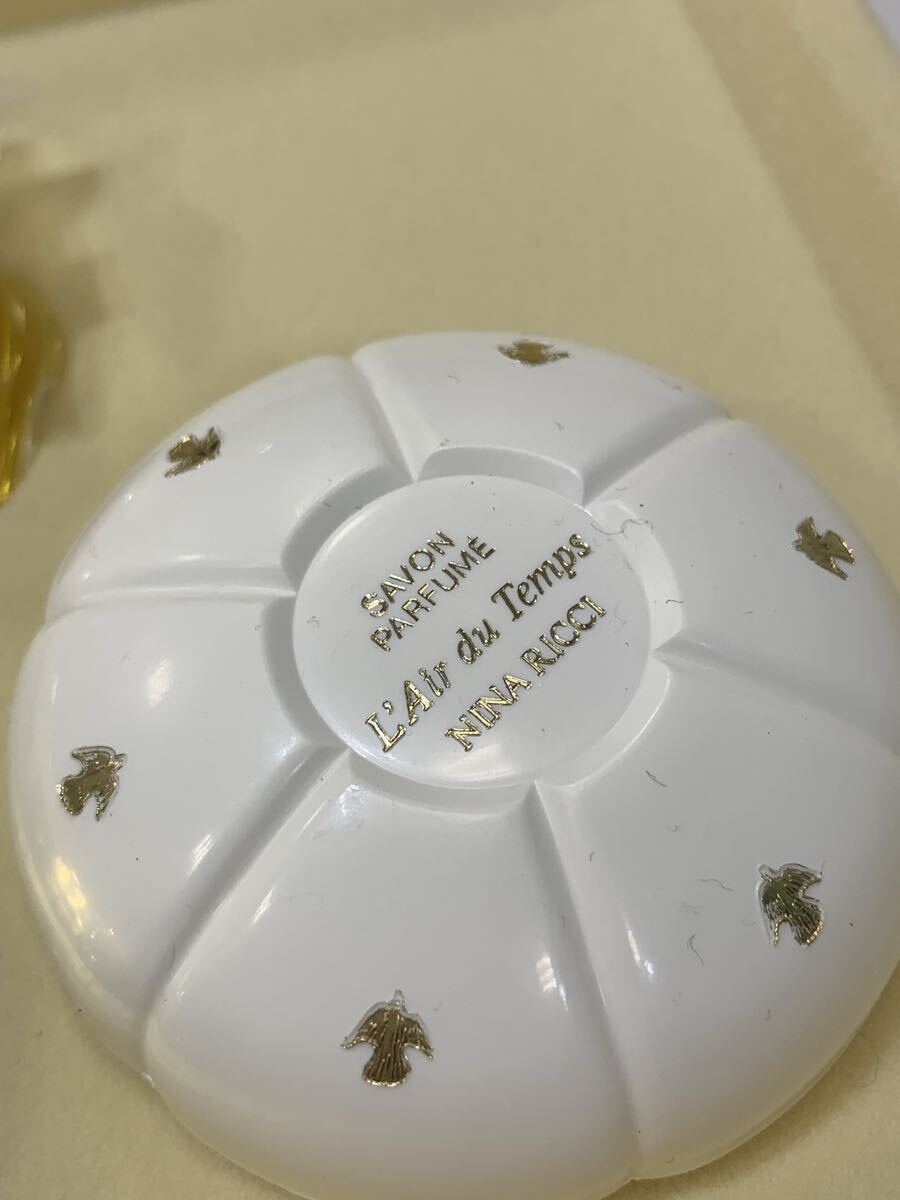 SAVON
PARFUMÉ
L'Air du Temps
NINA RICCI